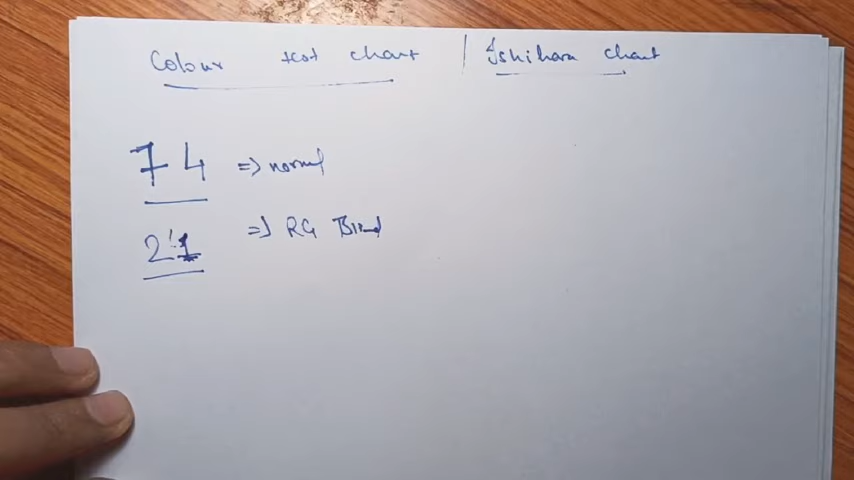 Colour test chart | Ishihara chart
74 => normal
21 => RG Blind